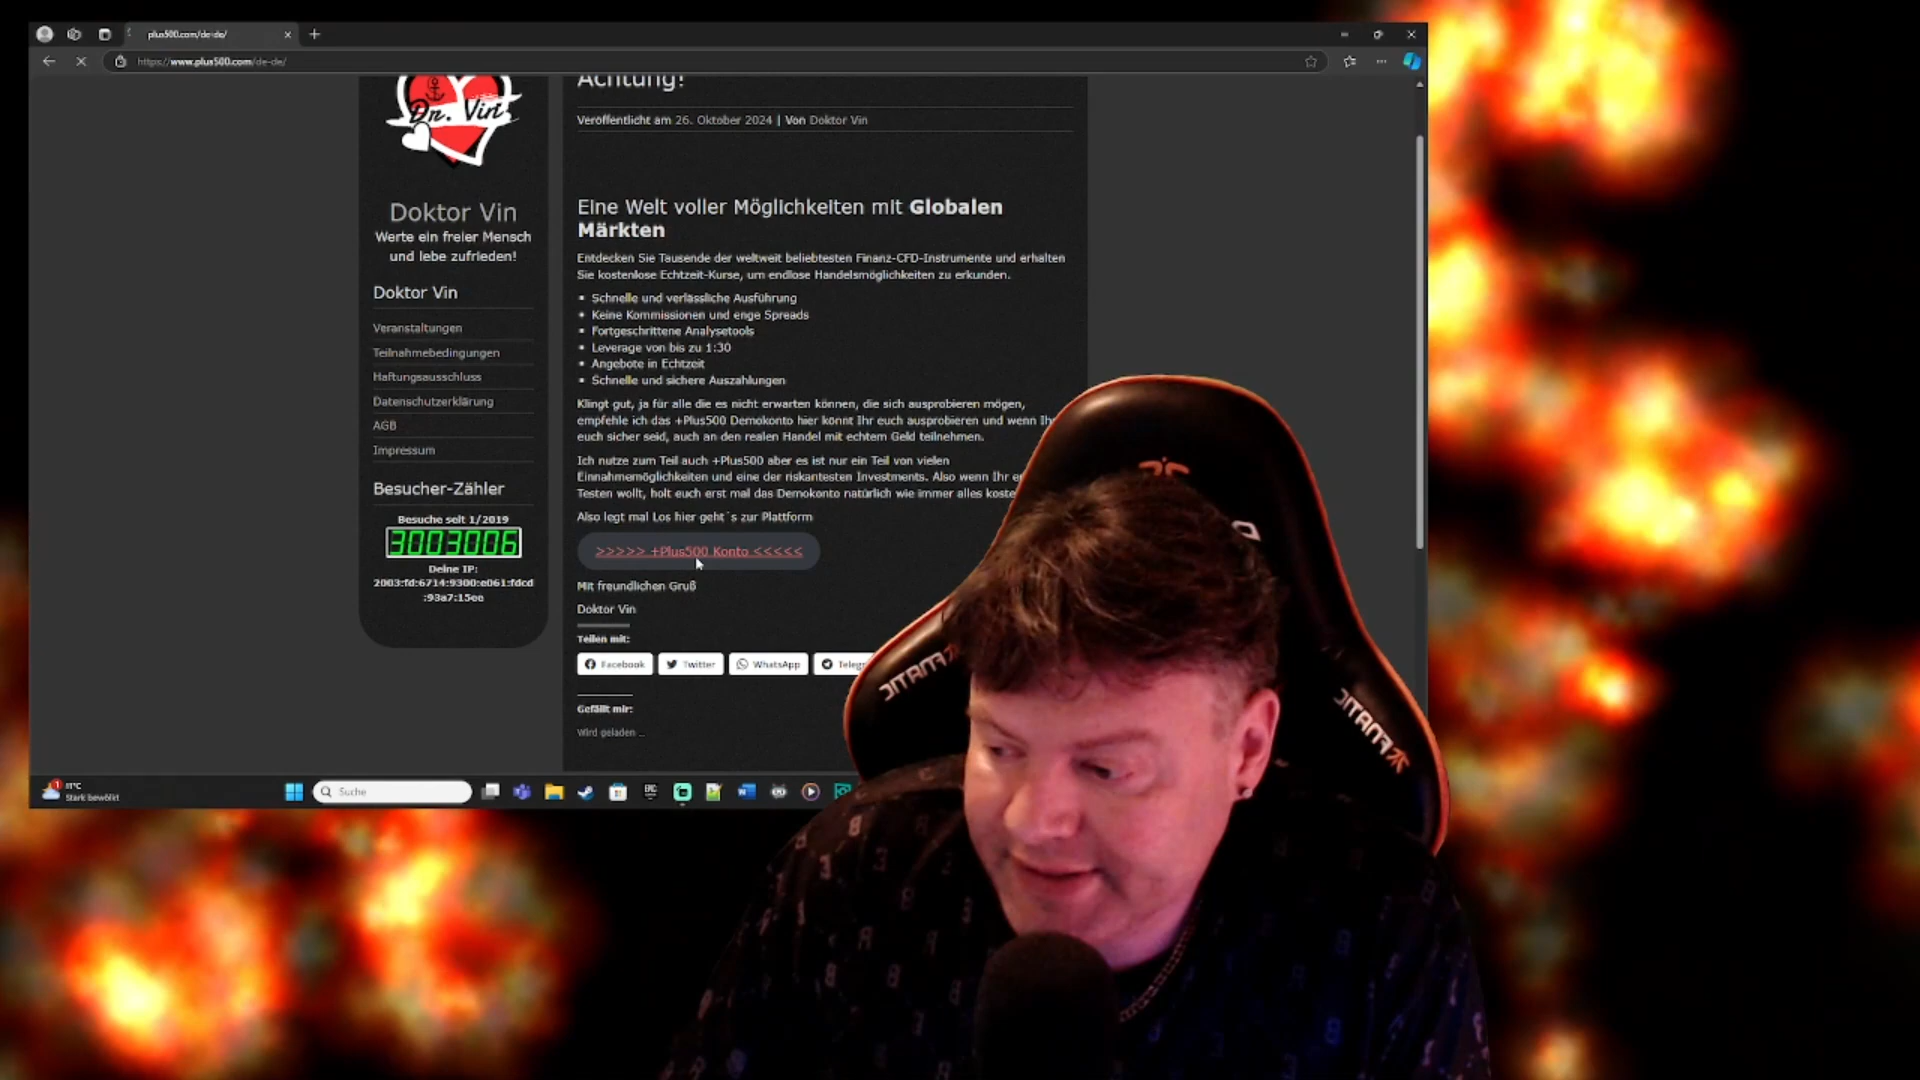 plus500.com/de-de/
https://www.plus500.com/de-de/
Dr. Vin
Doktor Vin
Werte ein freier Mensch
und lebe zufrieden!
Doktor Vin
Veranstaltungen
Teilnahmebedingungen
Haftungsausschluss
Datenschutzerklärung
AGB
Impressum
Besucher-Zähler
Besuche seit 1/2019
3003006
Deine IP:
2003:fd:6714:9300:e061:fdcd
:93a7:15ee
Achtung!
Veröffentlicht am 26. Oktober 2024 | Von Doktor Vin
Eine Welt voller Möglichkeiten mit Globalen
Märkten
Entdecken Sie Tausende der weltweit beliebtesten Finanz-CFD-Instrumente und erhalten
Sie kostenlose Echtzeit-Kurse, um endlose Handelsmöglichkeiten zu erkunden.
▪ Schnelle und verlässliche Ausführung
▪ Keine Kommissionen und enge Spreads
▪ Fortgeschrittene Analysetools
▪ Leverage von bis zu 1:30
▪ Angebote in Echtzeit
▪ Schnelle und sichere Auszahlungen
Klingt gut, ja für alle die es nicht erwarten können, die sich ausprobieren mögen,
empfehle ich das +Plus500 Demokonto hier könnt Ihr euch ausprobieren und wenn
euch sicher seid, auch an den realen Handel mit echtem Geld teilnehmen.
Ich nutze zum Teil auch +Plus500 aber es ist nur ein Teil von vielen
Einnahmemöglichkeiten und eine der riskantesten Investments. Also wenn Ihr
Testen wollt, holt euch erst mal das Demokonto natürlich wie immer alles
Also legt mal Los hier geht´s zur Plattform
>>>>> +Plus500 Konto <<<<<
Mit freundlichen Gruß
Doktor Vin
Teilen mit:
Facebook Twitter WhatsApp
Gefällt mir:
Wird geladen …
11°C
Stark bewölkt
Suche
FNATIC
FNATIC